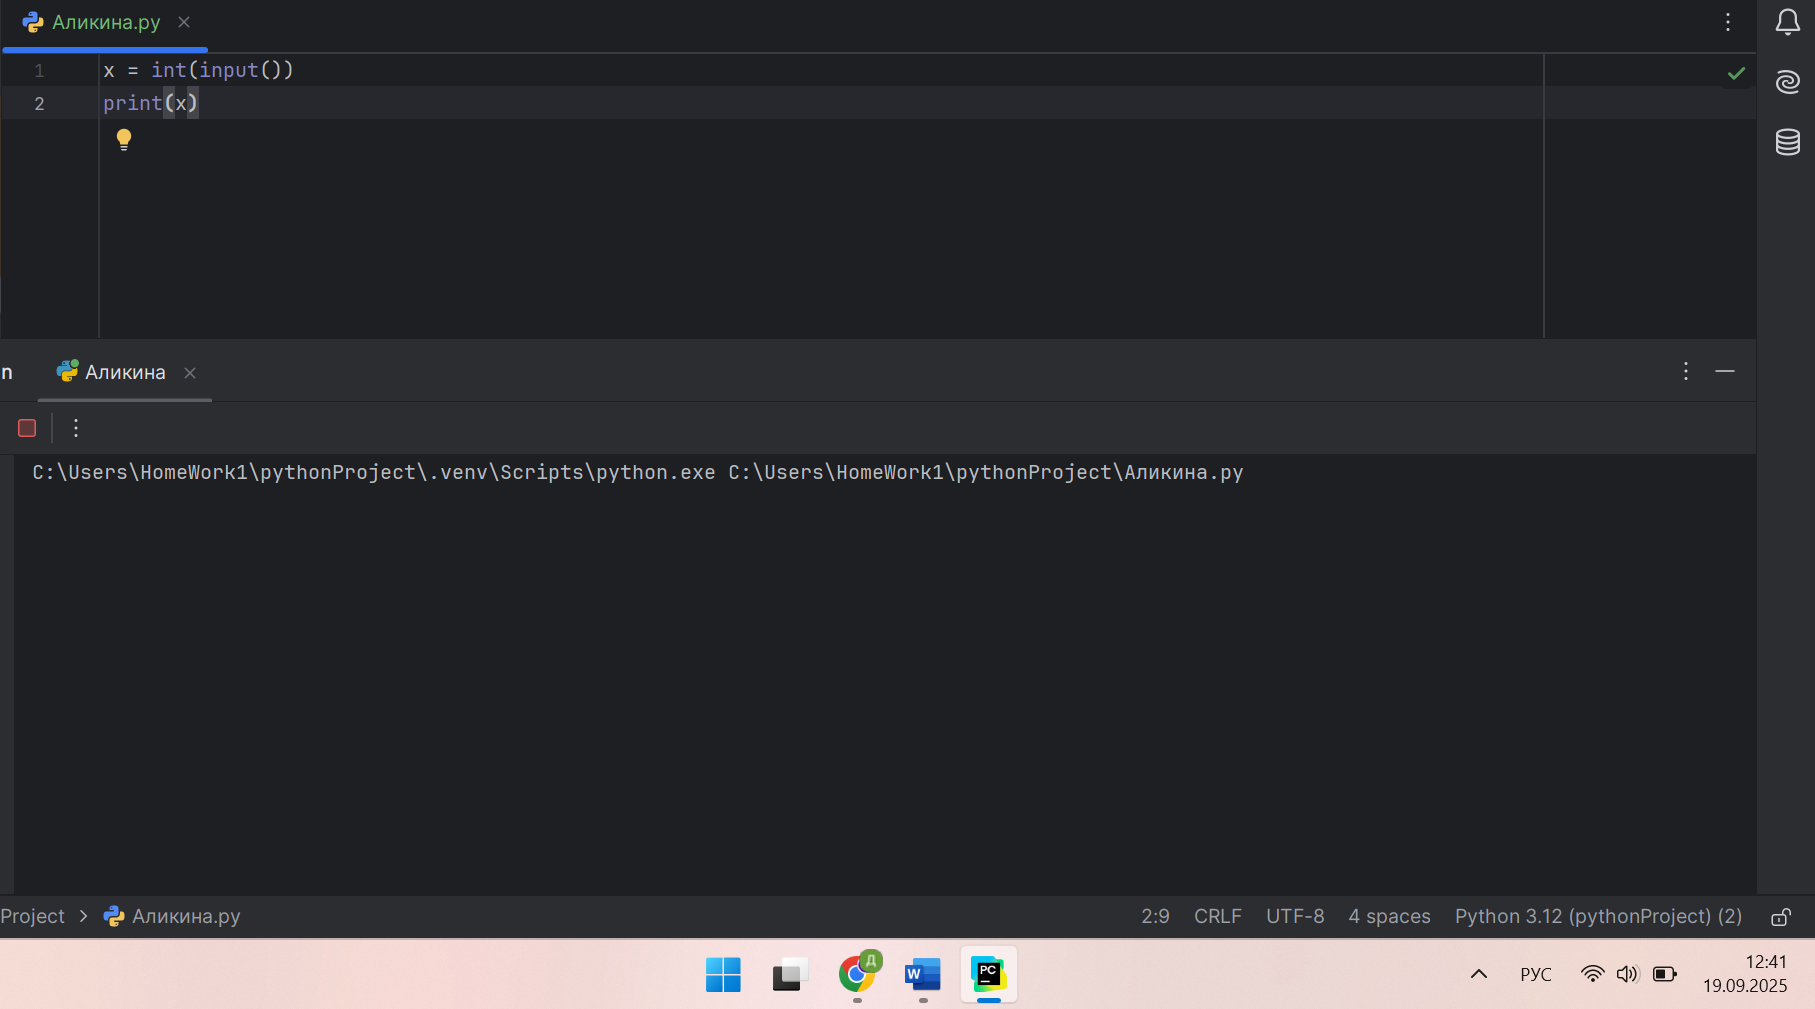 Аликина.py
1 x = int(input())
2 print(x)
n Аликина
C:\Users\HomeWork1\pythonProject\.venv\Scripts\python.exe C:\Users\HomeWork1\pythonProject\Аликина.py
Project > Аликина.py 2:9 CRLF UTF-8 4 spaces Python 3.12 (pythonProject) (2)
Д W PC РУС 12:41
19.09.2025